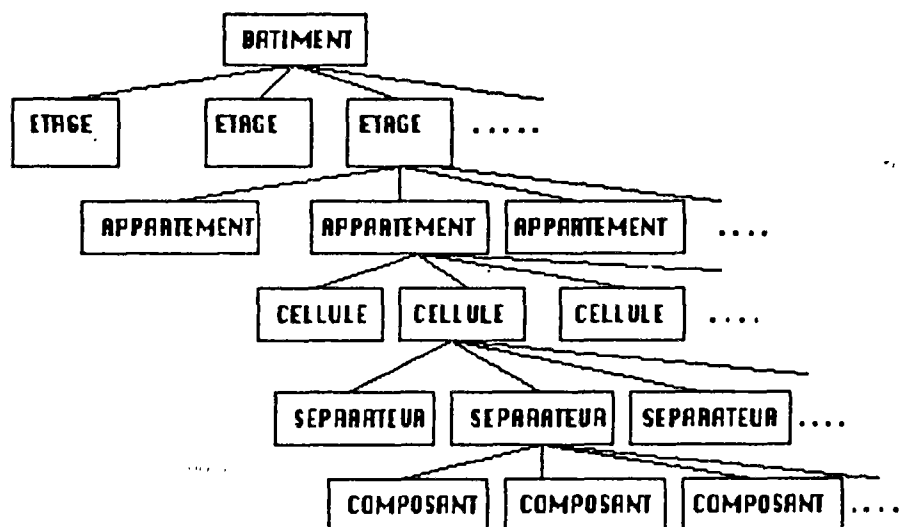 BATIMENT
ETAGE ETAGE ETAGE .....
APPARTEMENT APPARTEMENT APPARTEMENT ....
CELLULE CELLULE CELLULE ....
SEPARATEUR SEPARATEUR SEPARATEUR ....
COMPOSANT COMPOSANT COMPOSANT ....